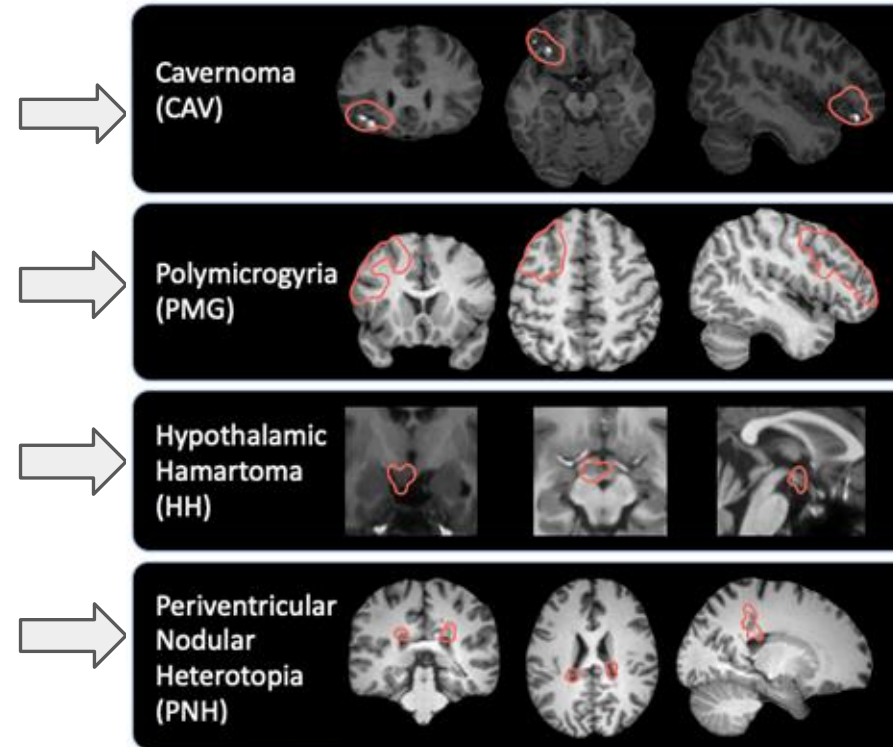 Cavernoma
(CAV)
Polymicrogyria
(PMG)
Hypothalamic
Hamartoma
(HH)
Periventricular
Nodular
Heterotopia
(PNH)